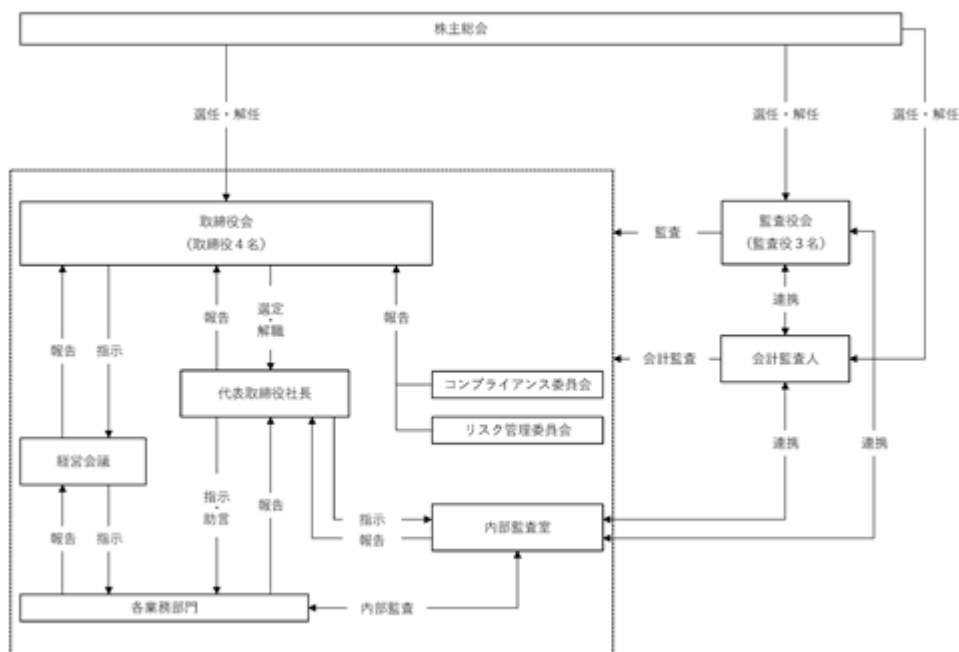 株主総会
選任・解任
選任・解任
選任・解任
取締役会
（取締役４名）
監査
監査役会
（監査役３名）
報告
指示
報告
選定
・
解職
報告
連携
会計監査
会計監査人
代表取締役社長
コンプライアンス委員会
リスク管理委員会
経営会議
連携
連携
報告
指示
指示
・
助言
報告
指示
報告
内部監査室
各業務部門
内部監査